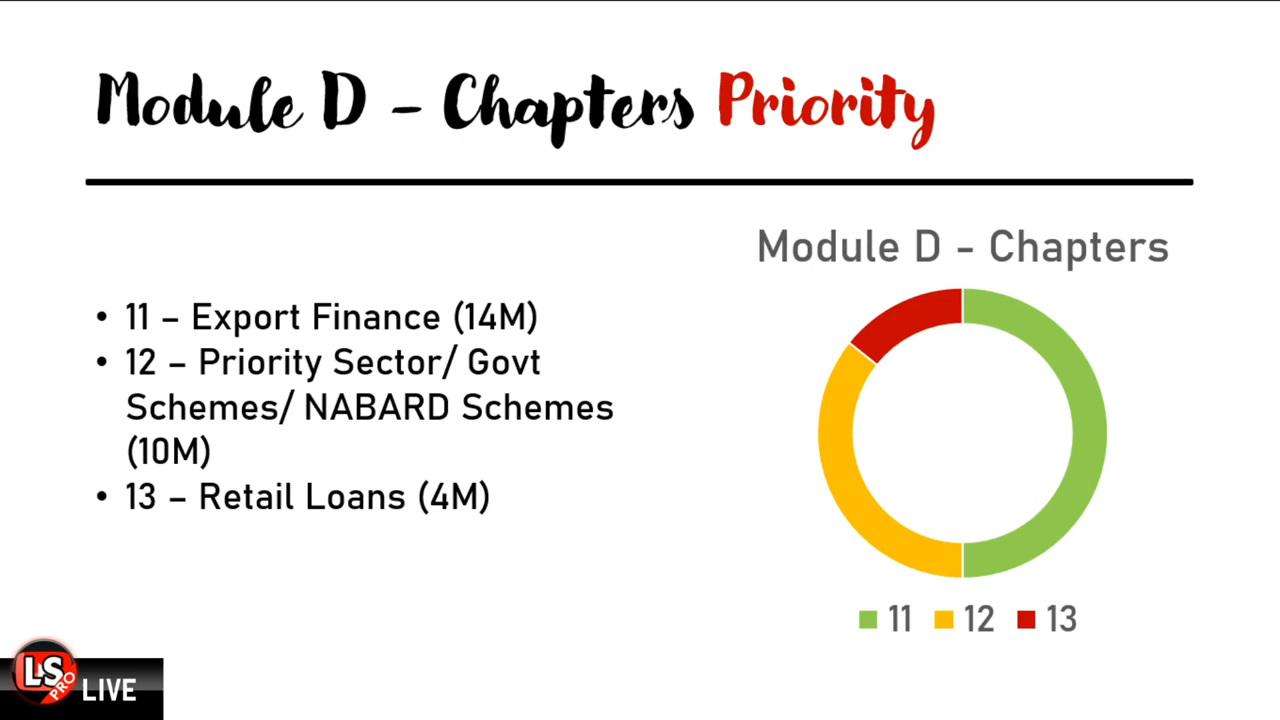 Module D - Chapters Priority
Module D - Chapters
• 11 – Export Finance (14M)
• 12 – Priority Sector/ Govt
Schemes/ NABARD Schemes
(10M)
• 13 – Retail Loans (4M)
11 12 13
LS PRO LIVE